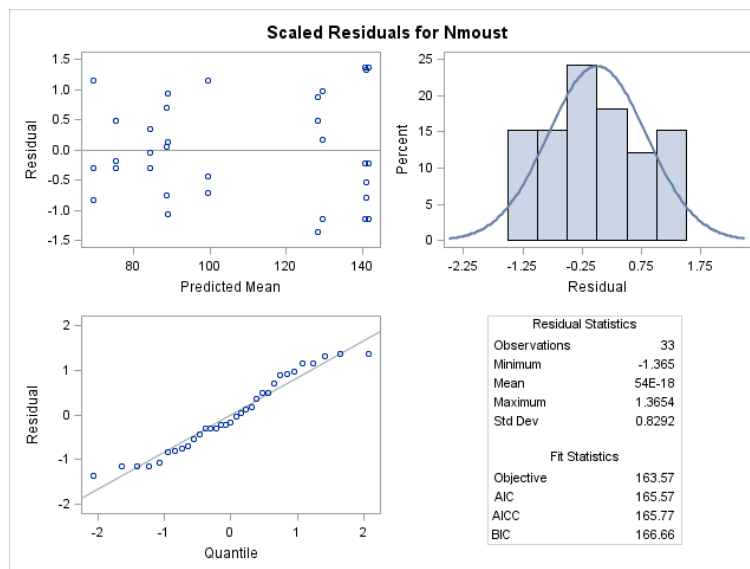 Scaled Residuals for Nmoust
1.5
1.0
0.5
0.0
-0.5
-1.0
-1.5
Residual
80
100
120
140
Predicted Mean
25
20
15
10
5
0
Percent
-2.25
-1.25
-0.25
0.75
1.75
Residual
2
1
0
-1
-2
Residual
-2
-1
0
1
2
Quantile
Residual Statistics
Observations 33
Minimum -1.365
Mean 54E-18
Maximum 1.3654
Std Dev 0.8292
Fit Statistics
Objective 163.57
AIC 165.57
AICC 165.77
BIC 166.66